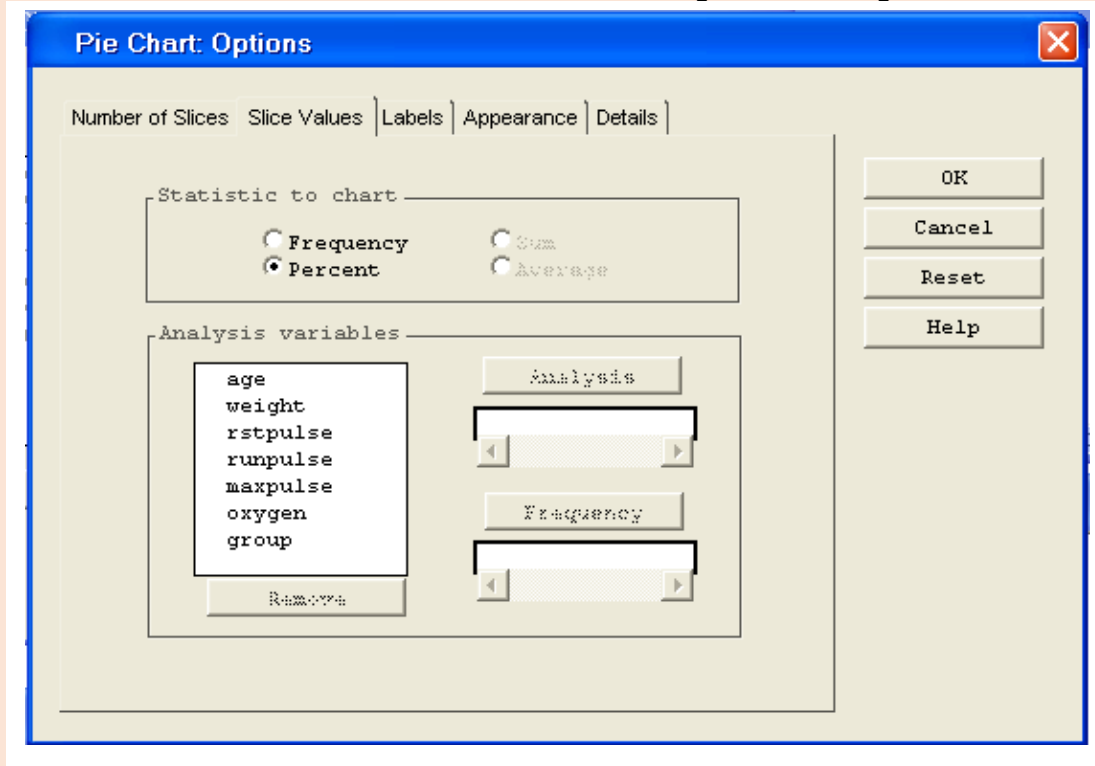 Pie Chart: Options
Number of Slices Slice Values Labels Appearance Details
Statistic to chart
Frequency Sum
Percent Average
OK
Cancel
Reset
Help
Analysis variables
age
weight
rstpulse
runpulse
maxpulse
oxygen
group
Remove
Analysis
Frequency